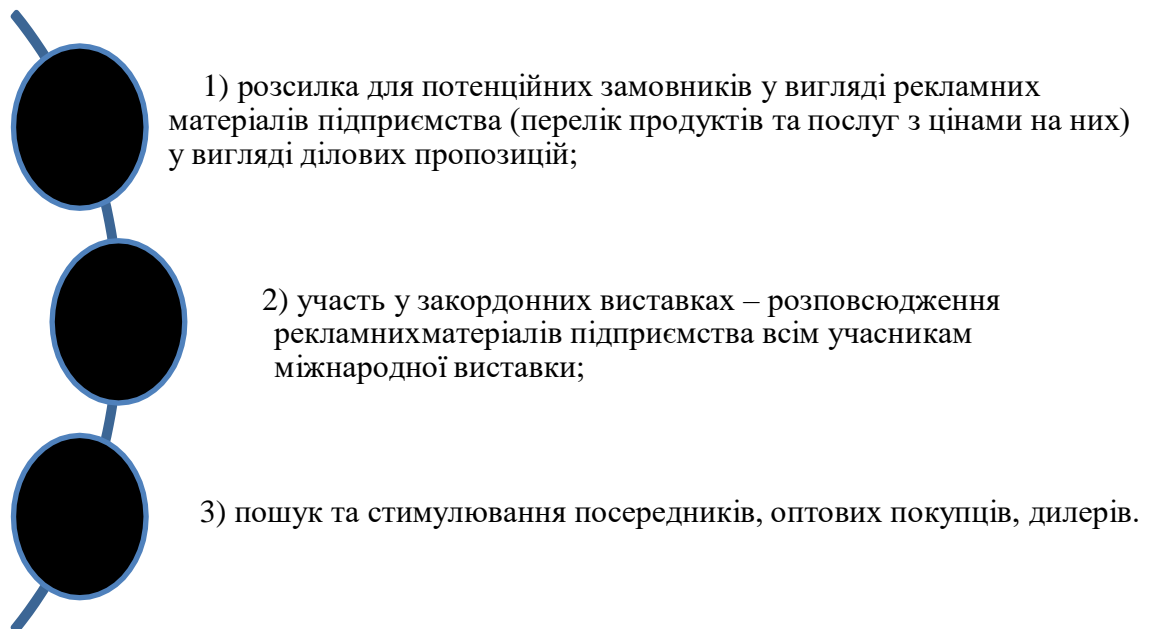 1) розсилка для потенційних замовників у вигляді рекламних
матеріалів підприємства (перелік продуктів та послуг з цінами на них)
у вигляді ділових пропозицій;
2) участь у закордонних виставках – розповсюдження
рекламнихматеріалів підприємства всім учасникам
міжнародної виставки;
3) пошук та стимулювання посередників, оптових покупців, дилерів.